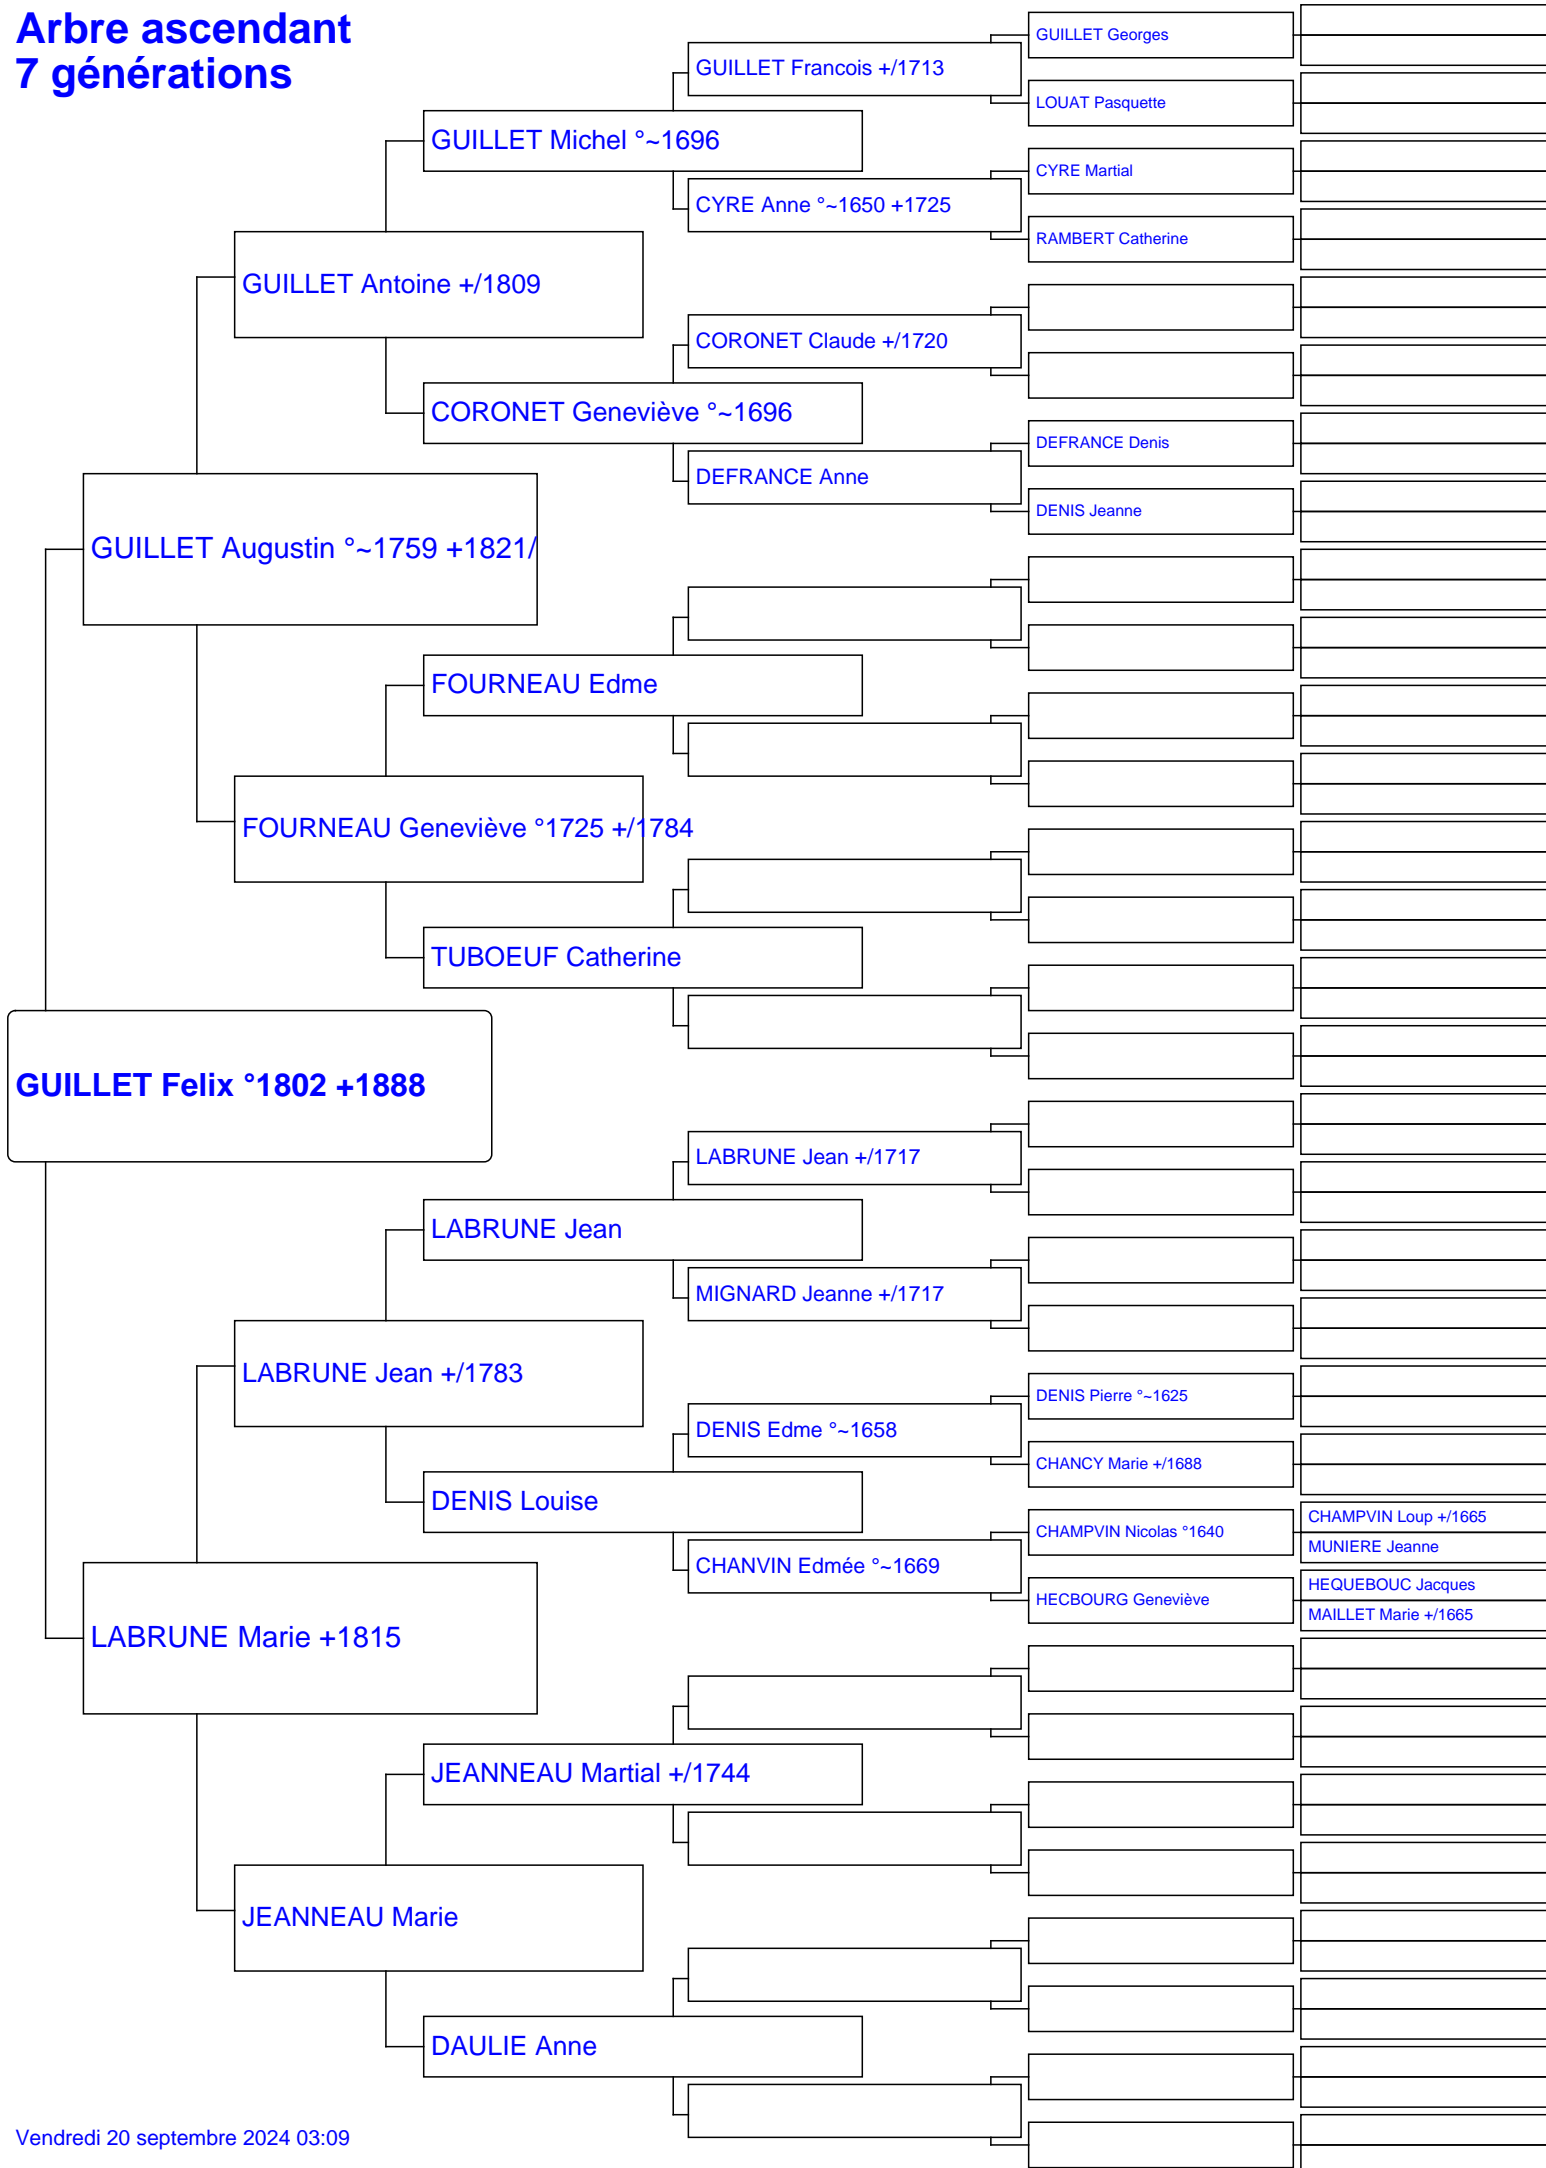 Arbre ascendant
7 générations
GUILLET Georges
GUILLET Francois +/1713
LOUAT Pasquette
GUILLET Michel °~1696
CYRE Martial
CYRE Anne °~1650 +1725
RAMBERT Catherine
GUILLET Antoine +/1809
CORONET Claude +/1720
CORONET Geneviève °~1696
DEFRANCE Denis
DEFRANCE Anne
DENIS Jeanne
GUILLET Augustin °~1759 +1821/
FOURNEAU Edme
FOURNEAU Geneviève °1725 +/1784
TUBOEUF Catherine
GUILLET Felix °1802 +1888
LABRUNE Jean +/1717
LABRUNE Jean
MIGNARD Jeanne +/1717
LABRUNE Jean +/1783
DENIS Pierre °~1625
DENIS Edme °~1658
CHANCY Marie +/1688
DENIS Louise
CHAMPVIN Loup +/1665
CHAMPVIN Nicolas °1640
MUNIERE Jeanne
CHANVIN Edmée °~1669
HEQUEBOUC Jacques
HECBOURG Geneviève
MAILLET Marie +/1665
LABRUNE Marie +1815
JEANNEAU Martial +/1744
JEANNEAU Marie
DAULIE Anne
Vendredi 20 septembre 2024 03:09